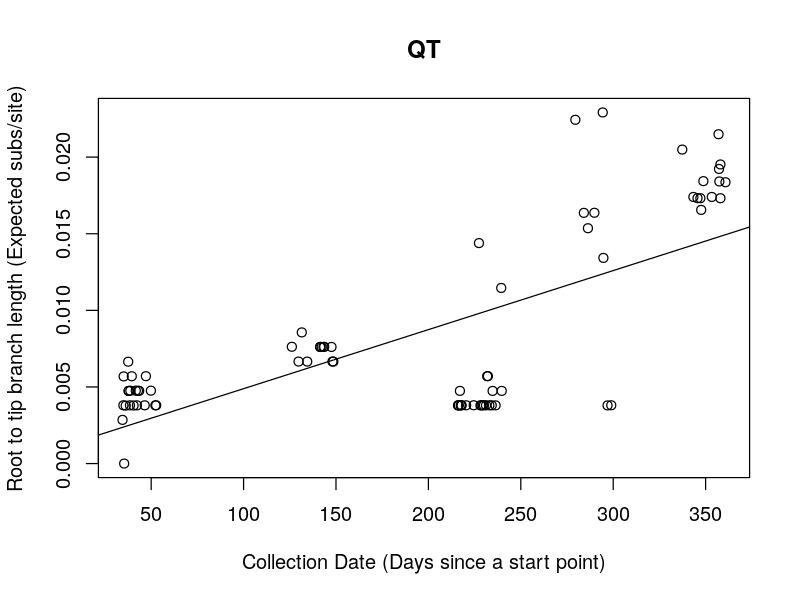 QT
Root to tip branch length (Expected subs/site)
0.020
0.015
0.010
0.005
0.000
50 100 150 200 250 300 350
Collection Date (Days since a start point)